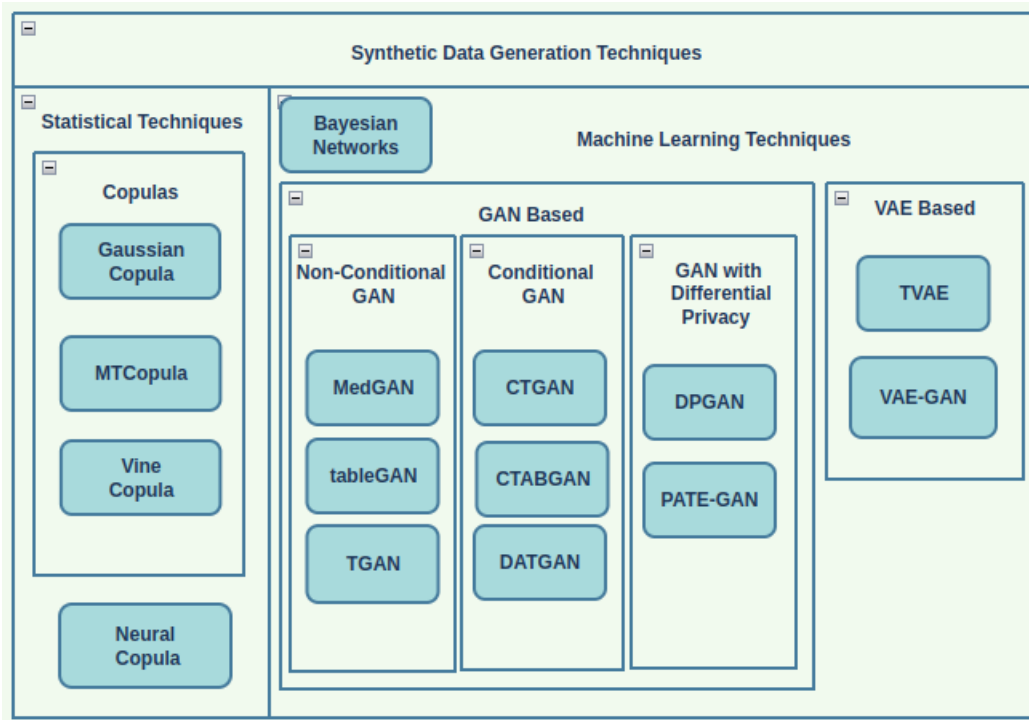 Synthetic Data Generation Techniques
Statistical Techniques
Copulas
Gaussian
Copula
MTCopula
Vine
Copula
Neural
Copula
Bayesian
Networks
Machine Learning Techniques
GAN Based
Non-Conditional
GAN
MedGAN
tableGAN
TGAN
Conditional
GAN
CTGAN
CTABGAN
DATGAN
GAN with
Differential
Privacy
DPGAN
PATE-GAN
VAE Based
TVAE
VAE-GAN